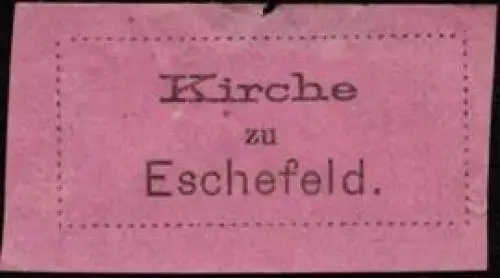 Kirche
zu
Eschefeld.